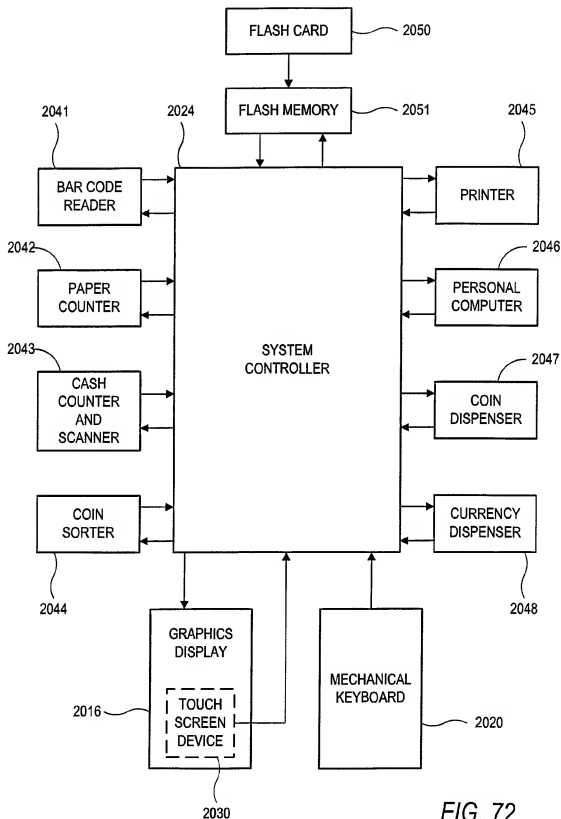 FLASH CARD
2050
FLASH MEMORY
2051
2041
2024
2045
BAR CODE
READER
PRINTER
2042
2046
PAPER
COUNTER
PERSONAL
COMPUTER
2043
SYSTEM
CONTROLLER
2047
CASH
COUNTER
AND
SCANNER
COIN
DISPENSER
COIN
SORTER
CURRENCY
DISPENSER
2044
2048
GRAPHICS
DISPLAY
MECHANICAL
KEYBOARD
TOUCH
SCREEN
DEVICE
2016
2020
2030
FIG. 72